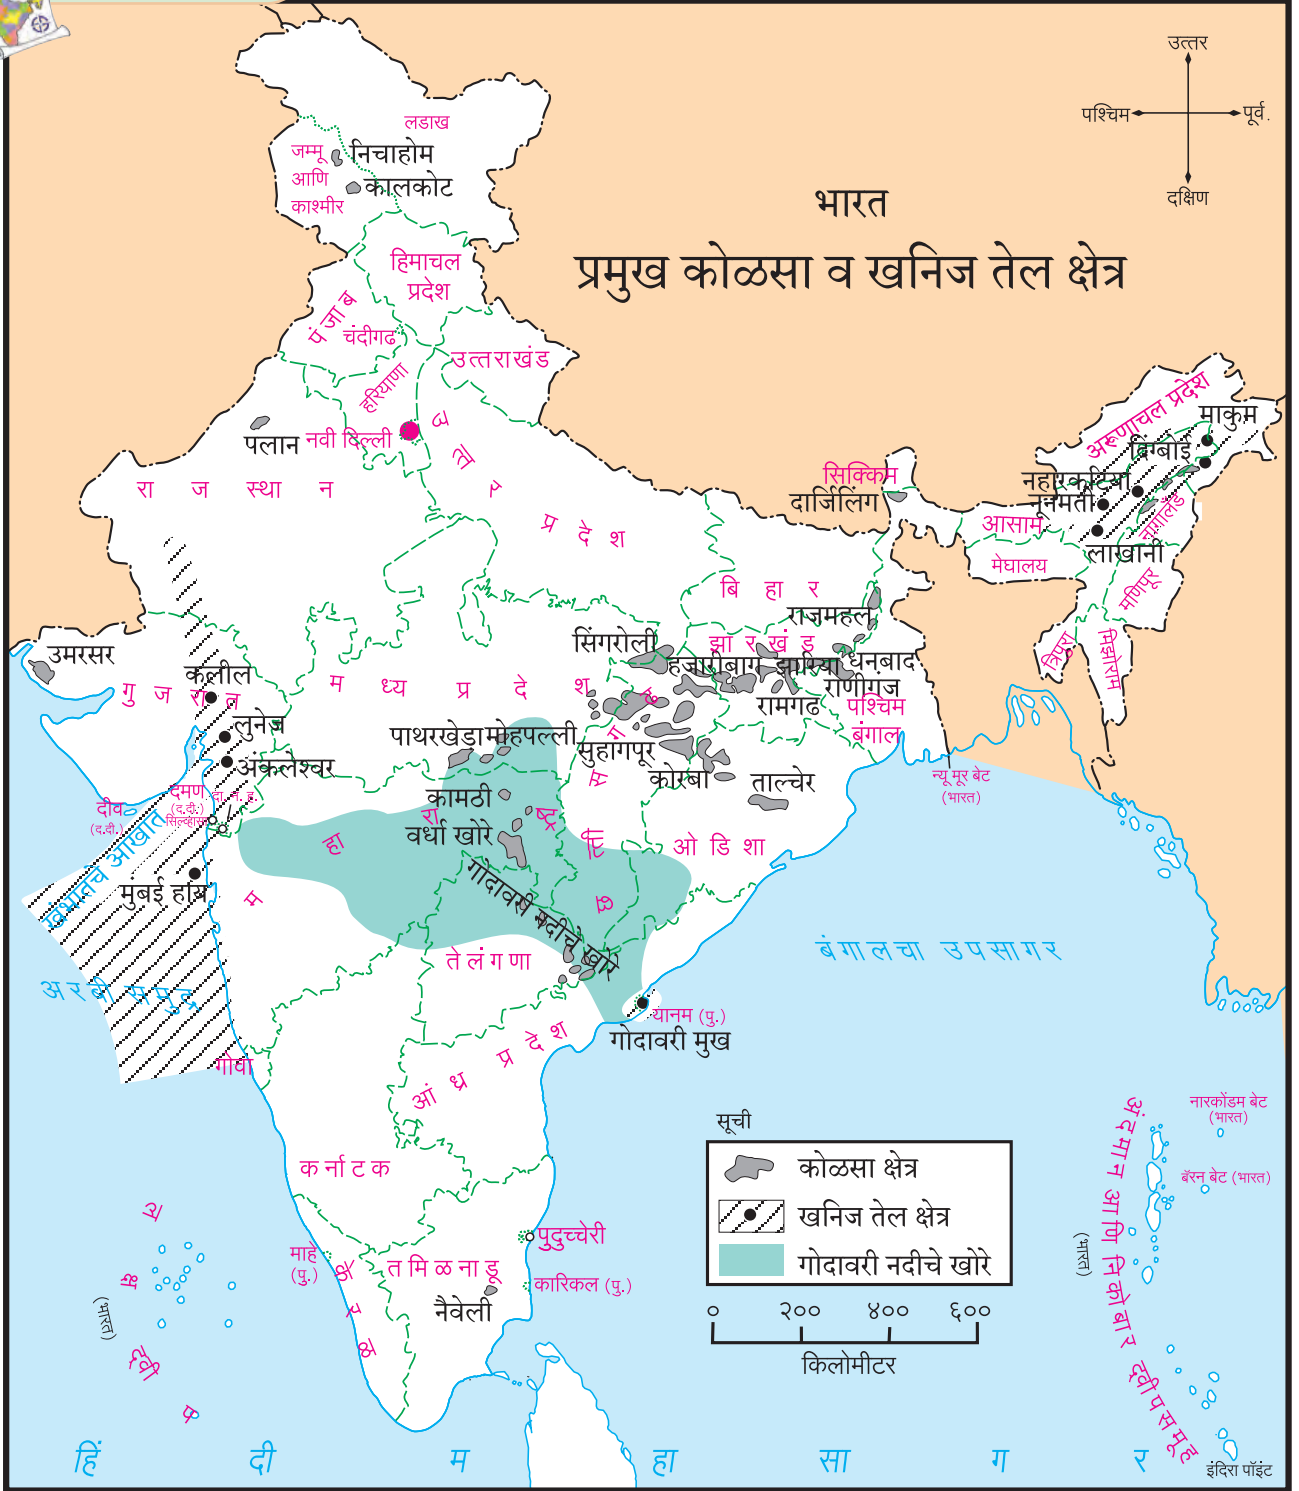 उत्तर
पश्चिम
पूर्व.
दक्षिण
भारत
प्रमुख कोळसा व खनिज तेल क्षेत्र
लडाख
जम्मू
आणि
काश्मीर
निचाहोम
कालकोट
हिमाचल
प्रदेश
पंजाब
चंदीगढ
उत्तराखंड
हरियाणा
पलान
नवी दिल्ली
राजस्थान
उत्तर प्रदेश
अरूणाचल प्रदेश
माकुम
दिग्बोई
नहारकटिया
नूनमती
सिक्किम
दार्जिलिंग
आसाम
नागालँड
लाखानी
मेघालय
मणिपूर
त्रिपुरा
मिझोराम
बिहार
राजमहल
झारखंड
सिंगरोली
हजारीबाग
झारिया
धनबाद
राणीगंज
रामगढ
पश्चिम
बंगाल
उमरसर
कलोल
गुजरात
लुनेज
अंकलेश्वर
मध्य प्रदेश
पाथरखेडा
मोहपल्ली
सुहागपूर
कोरबा
ताल्चेर
छत्तीसगढ
न्यू मूर बेट
(भारत)
दीव
(द.दी.)
दमण
(द.दी.)
दा. न. ह.
सिल्व्हासा
कामठी
वर्धा खोरे
महाराष्ट्र
ओडिशा
खंभातचे आखात
मुंबई हाय
गोदावरी नदीचे खोरे
तेलंगणा
बंगालचा उपसागर
अरबी समुद्र
यानम (पु.)
गोदावरी मुख
गोवा
आंध्र प्रदेश
कर्नाटक
सूची
कोळसा क्षेत्र
खनिज तेल क्षेत्र
गोदावरी नदीचे खोरे
० २०० ४०० ६००
किलोमीटर
नारकोंडम बेट
(भारत)
बॅरन बेट (भारत)
अंदमान आणि निकोबार द्वीपसमूह
(भारत)
पुदुच्चेरी
माहे
(पु.)
केरळ
तमिळनाडू
कारिकल (पु.)
नैवेली
लक्षद्वीप
(भारत)
हिंदी महासागर
इंदिरा पॉइंट